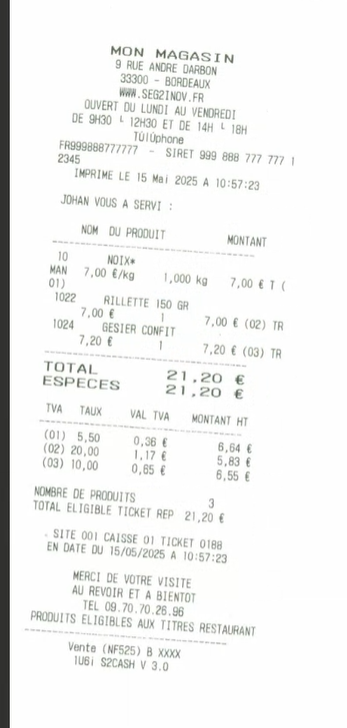 MON MAGASIN
9 RUE ANDRE DARBON
33300 - BORDEAUX
WWW.SEG2INOV.FR
OUVERT DU LUNDI AU VENDREDI
DE 9H30 └ 12H30 ET DE 14H └ 18H
TÚlÚphone
FR999888777777 - SIRET 999 888 777 777 1
2345
IMPRIME LE 15 Mai 2025 A 10:57:23
JOHAN VOUS A SERVI :
NOM DU PRODUIT MONTANT
10 NOIX*
MAN 7,00 €/kg 1,000 kg 7,00 € T (
01)
1022 RILLETTE 150 GR
7,00 € 1 7,00 € (02) TR
1024 GESIER CONFIT
7,20 € 1 7,20 € (03) TR
TOTAL 21,20 €
ESPECES 21,20 €
TVA TAUX VAL TVA MONTANT HT
(01) 5,50 0,36 € 6,64 €
(02) 20,00 1,17 € 5,83 €
(03) 10,00 0,65 € 6,55 €
NOMBRE DE PRODUITS 3
TOTAL ELIGIBLE TICKET REP 21,20 €
SITE 001 CAISSE 01 TICKET 0188
EN DATE DU 15/05/2025 A 10:57:23
MERCI DE VOTRE VISITE
AU REVOIR ET A BIENTOT
TEL 09.70.70.26.96
PRODUITS ELIGIBLES AUX TITRES RESTAURANT
Vente (NF525) B XXXX
1U6i S2CASH V 3.0